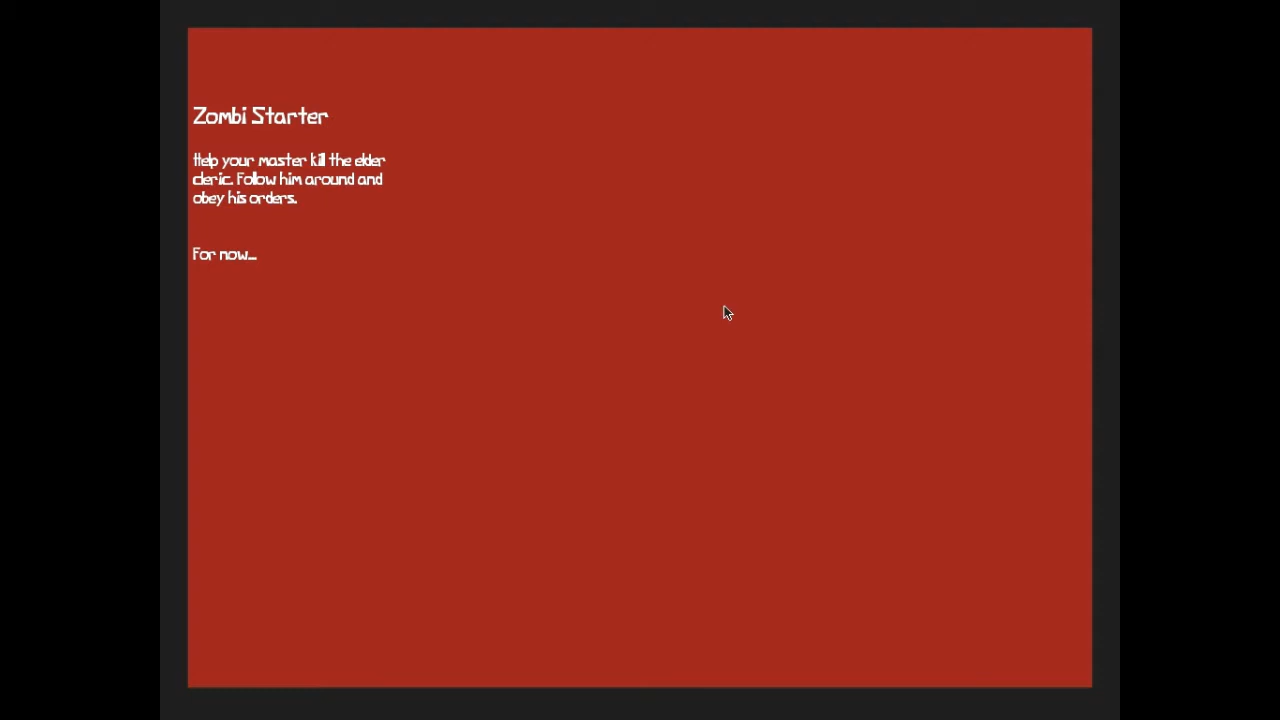 Zombi Starter
Help your master kill the elder
cleric. Follow him around and
obey his orders.
For now...